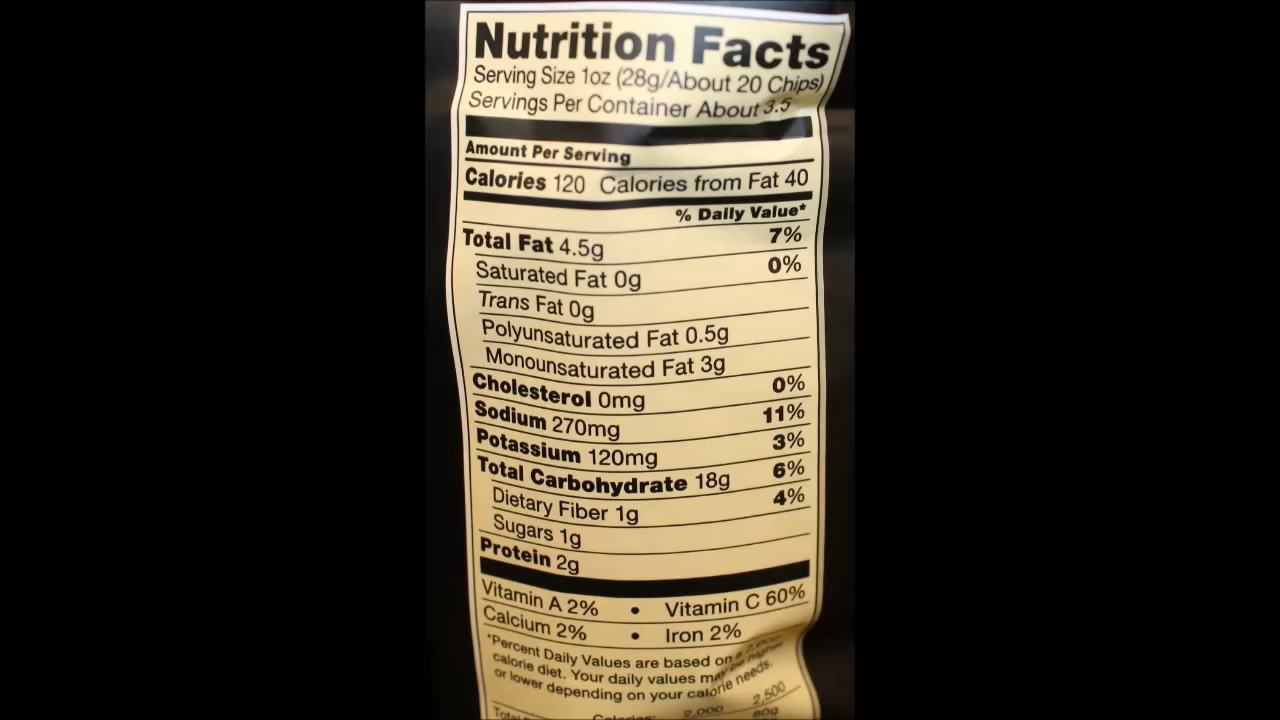 Nutrition Facts
Serving Size 1oz (28g/About 20 Chips)
Servings Per Container About 3.5
Amount Per Serving
Calories 120 Calories from Fat 40
% Daily Value*
Total Fat 4.5g 7%
Saturated Fat 0g 0%
Trans Fat 0g
Polyunsaturated Fat 0.5g
Monounsaturated Fat 3g
Cholesterol 0mg 0%
Sodium 270mg 11%
Potassium 120mg 3%
Total Carbohydrate 18g 6%
Dietary Fiber 1g 4%
Sugars 1g
Protein 2g
Vitamin A 2% • Vitamin C 60%
Calcium 2% • Iron 2%
*Percent Daily Values are based on a 2,000
calorie diet. Your daily values may be higher
or lower depending on your calorie needs.
Calories: 2,000 2,500
Total 80g